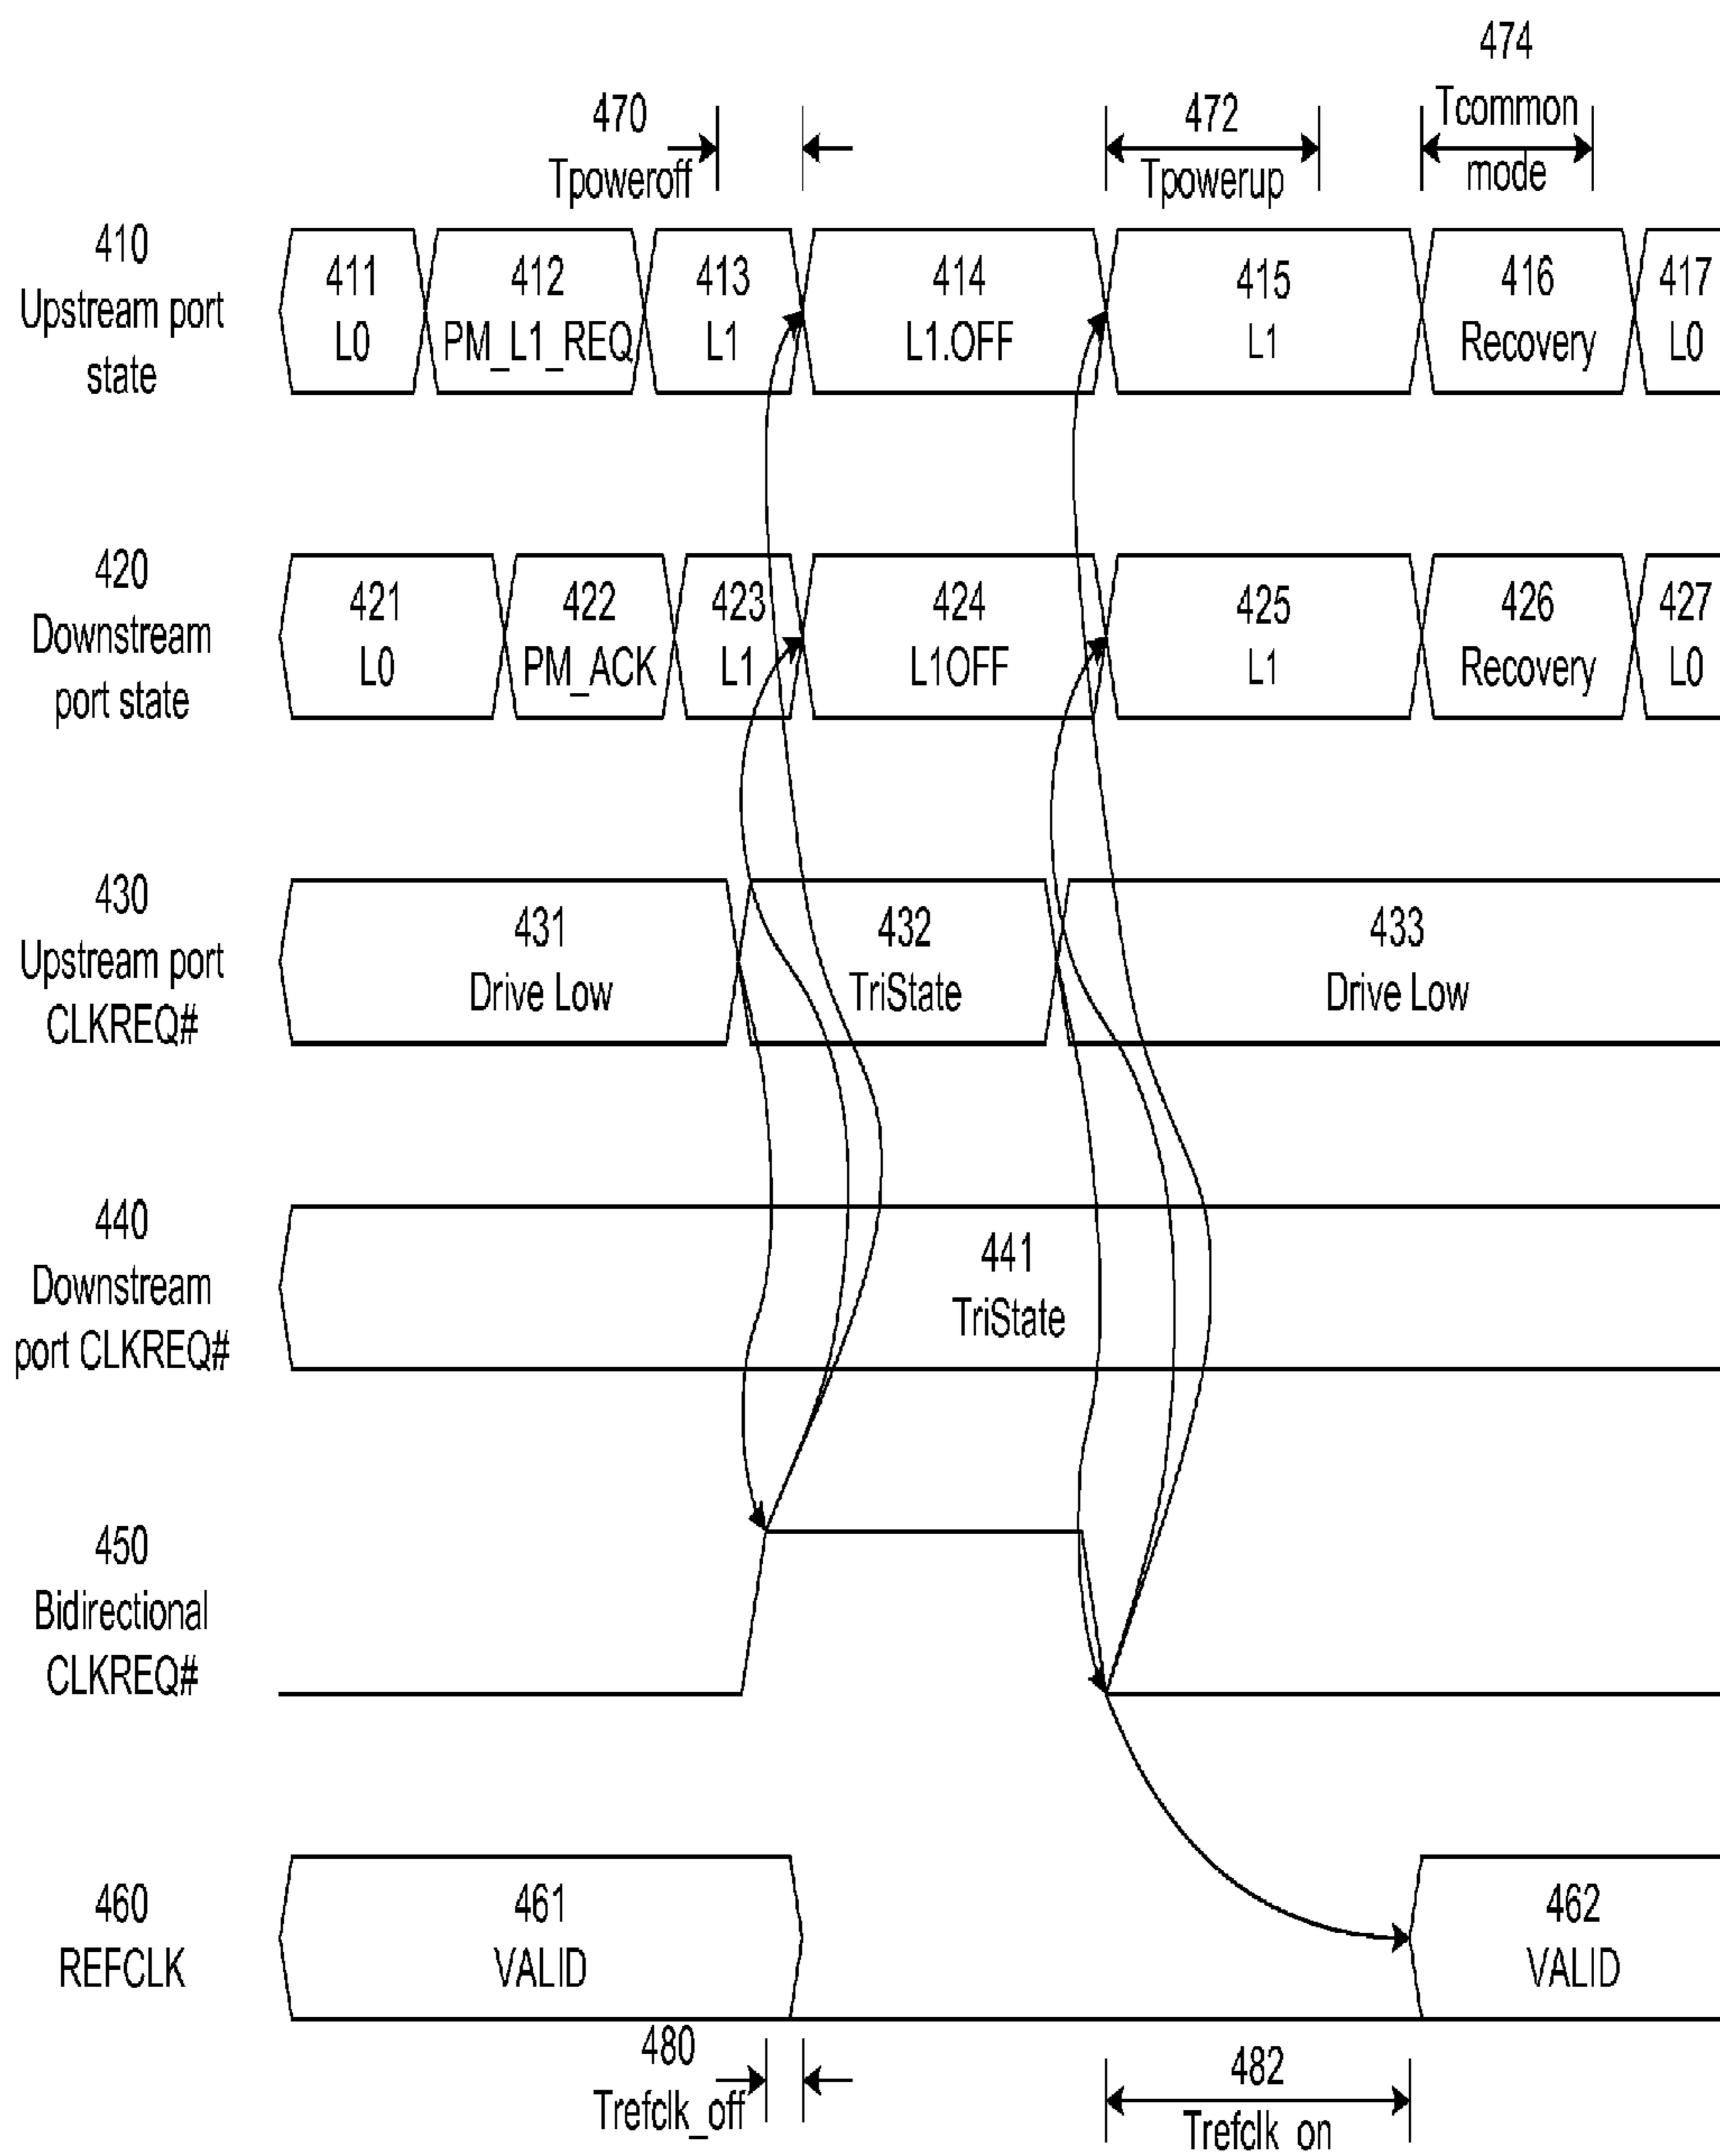 474
470
472
Tcommon
Tpoweroff
Tpowerup
mode
410
Upstream port
state
411
L0
412
PM_L1_REQ
413
L1
414
L1.OFF
415
L1
416
Recovery
417
L0
420
Downstream
port state
421
L0
422
PM_ACK
423
L1
424
L1OFF
425
L1
426
Recovery
427
L0
430
Upstream port
CLKREQ#
431
Drive Low
432
TriState
433
Drive Low
440
Downstream
port CLKREQ#
441
TriState
450
Bidirectional
CLKREQ#
460
REFCLK
461
VALID
462
VALID
480
Trefclk_off
482
Trefclk on